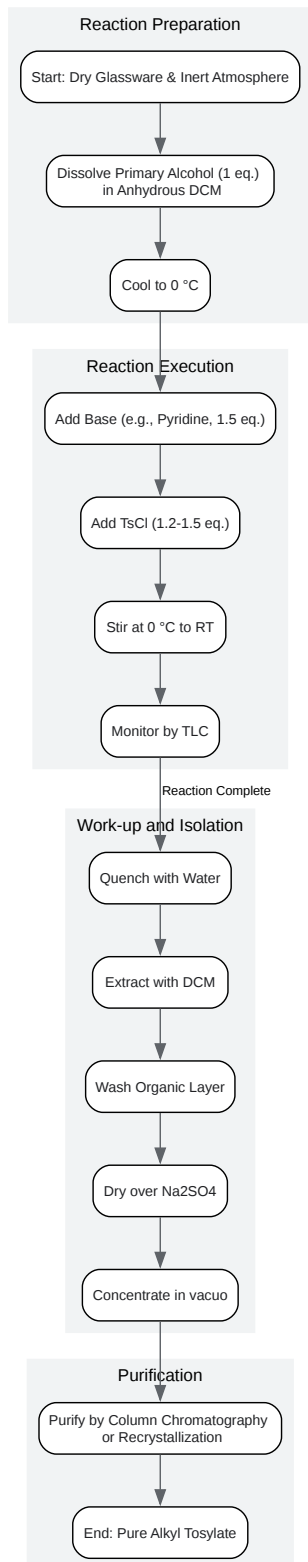 Reaction Preparation
Start: Dry Glassware & Inert Atmosphere
Dissolve Primary Alcohol (1 eq.)
in Anhydrous DCM
Cool to 0 °C
Reaction Execution
Add Base (e.g., Pyridine, 1.5 eq.)
Add TsCl (1.2-1.5 eq.)
Stir at 0 °C to RT
Monitor by TLC
Reaction Complete
Work-up and Isolation
Quench with Water
Extract with DCM
Wash Organic Layer
Dry over Na2SO4
Concentrate in vacuo
Purification
Purify by Column Chromatography
or Recrystallization
End: Pure Alkyl Tosylate